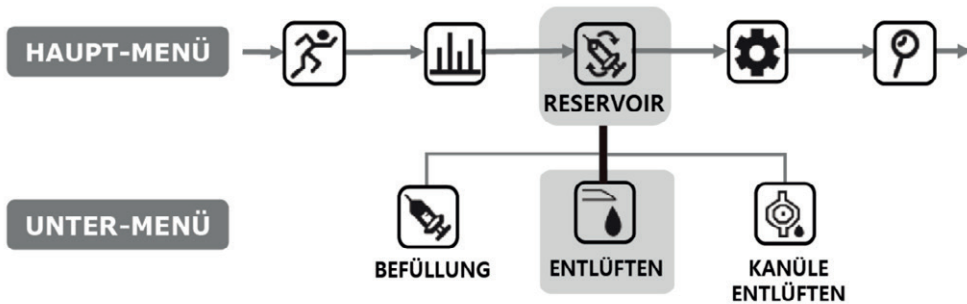 HAUPT-MENÜ
RESERVOIR
UNTER-MENÜ
BEFÜLLUNG
ENTLÜFTEN
KANÜLE
ENTLÜFTEN